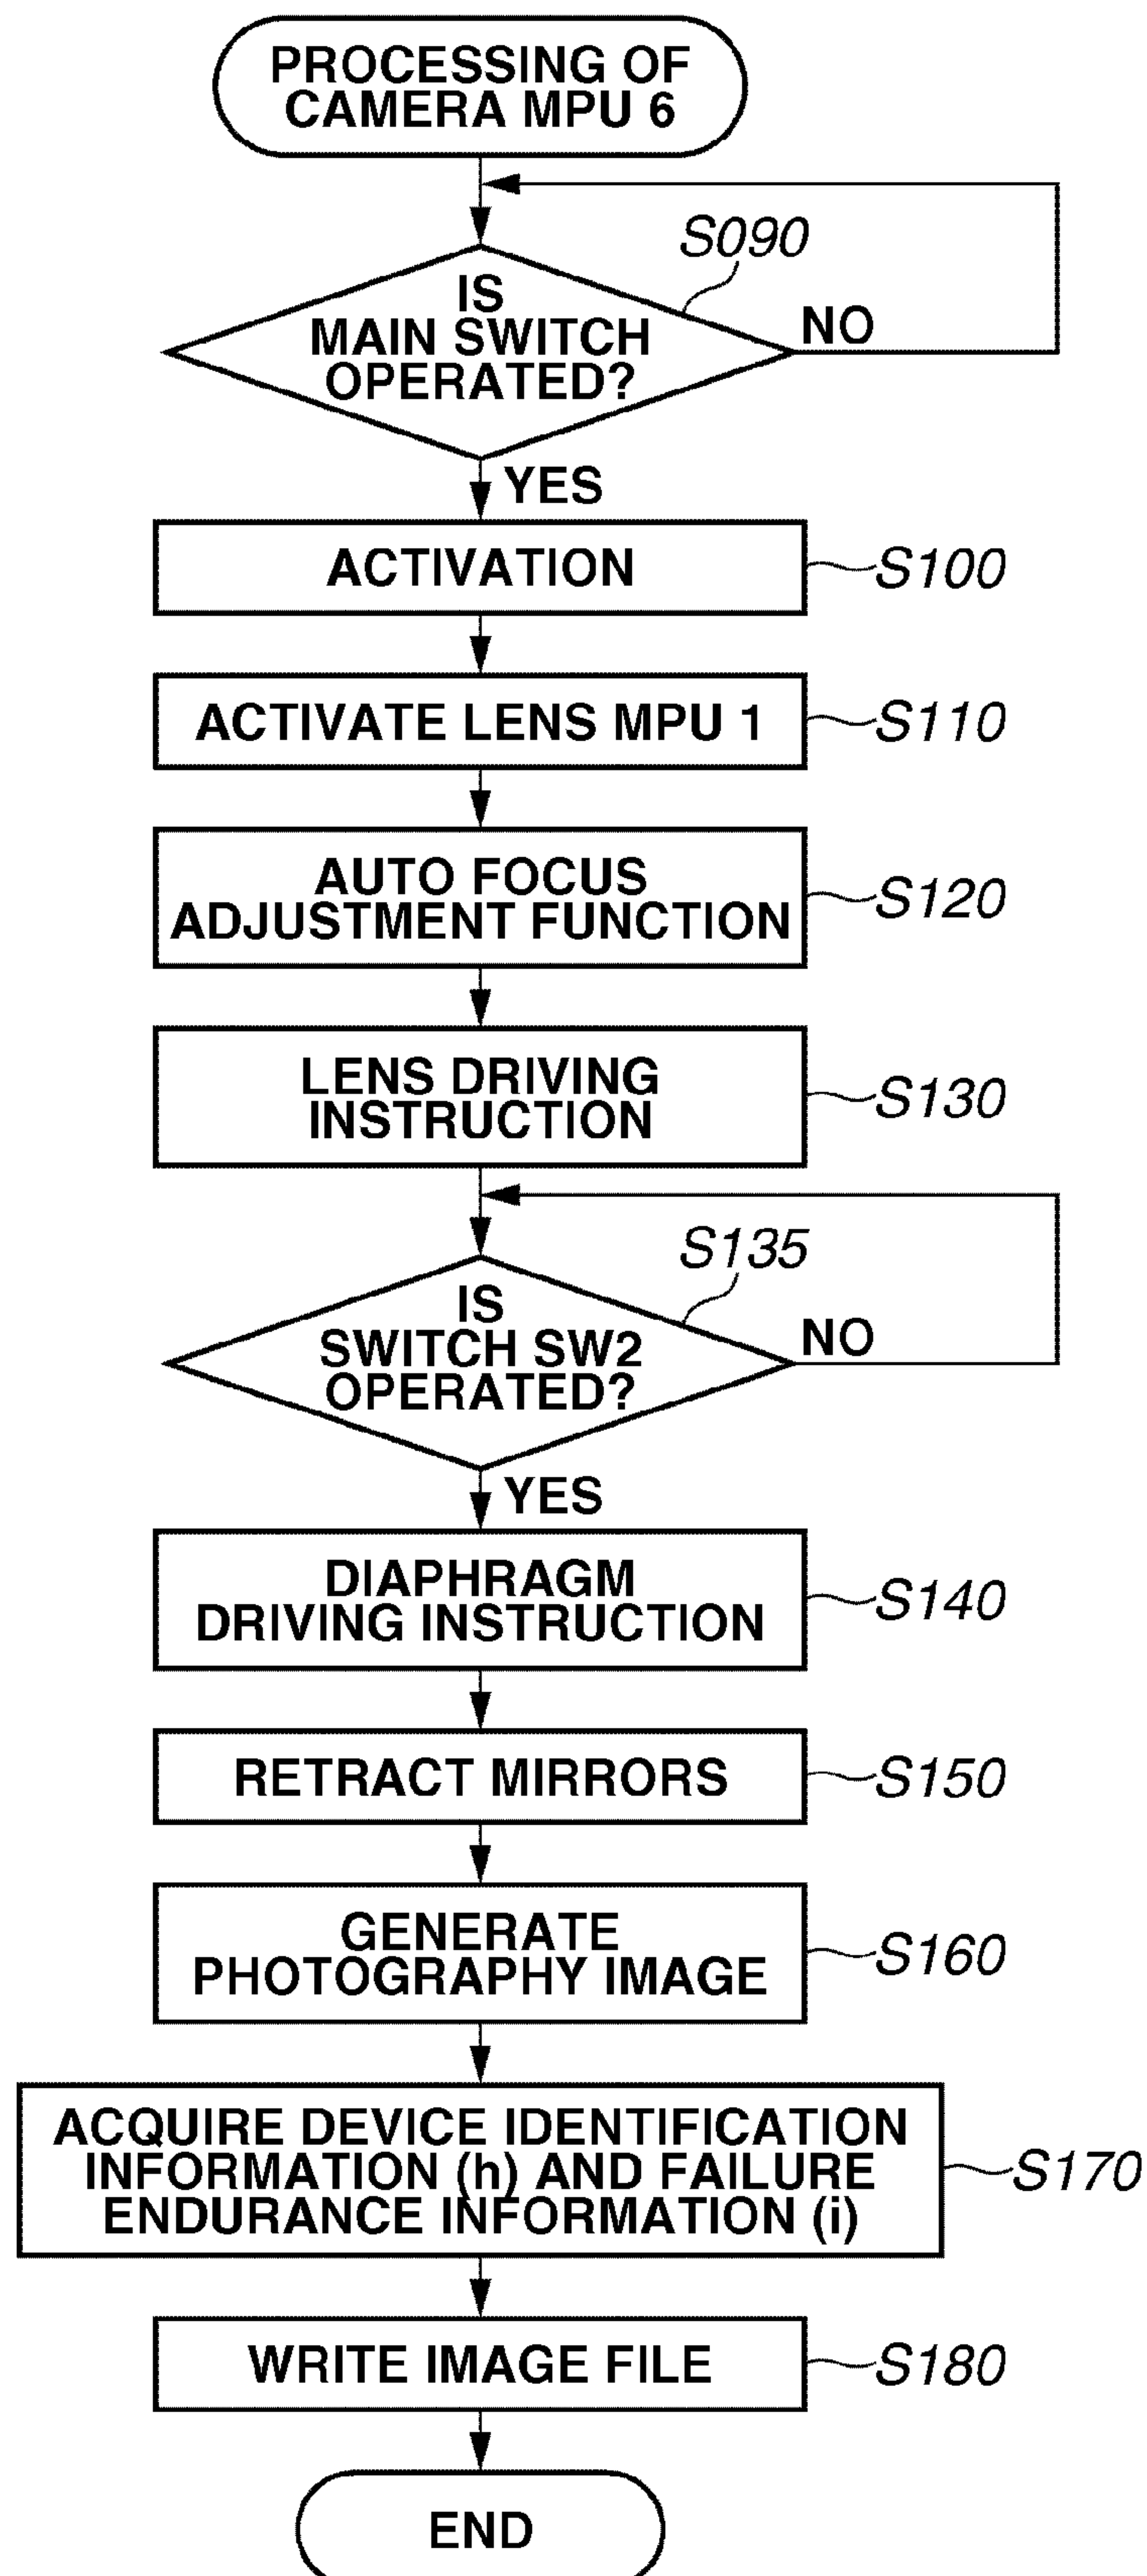 PROCESSING OF
CAMERA MPU 6
S090
IS
MAIN SWITCH
OPERATED?
NO
YES
ACTIVATION
S100
ACTIVATE LENS MPU 1
S110
AUTO FOCUS
ADJUSTMENT FUNCTION
S120
LENS DRIVING
INSTRUCTION
S130
S135
IS
SWITCH SW2
OPERATED?
NO
YES
DIAPHRAGM
DRIVING INSTRUCTION
S140
RETRACT MIRRORS
S150
GENERATE
PHOTOGRAPHY IMAGE
S160
ACQUIRE DEVICE IDENTIFICATION
INFORMATION (h) AND FAILURE
ENDURANCE INFORMATION (i)
S170
WRITE IMAGE FILE
S180
END